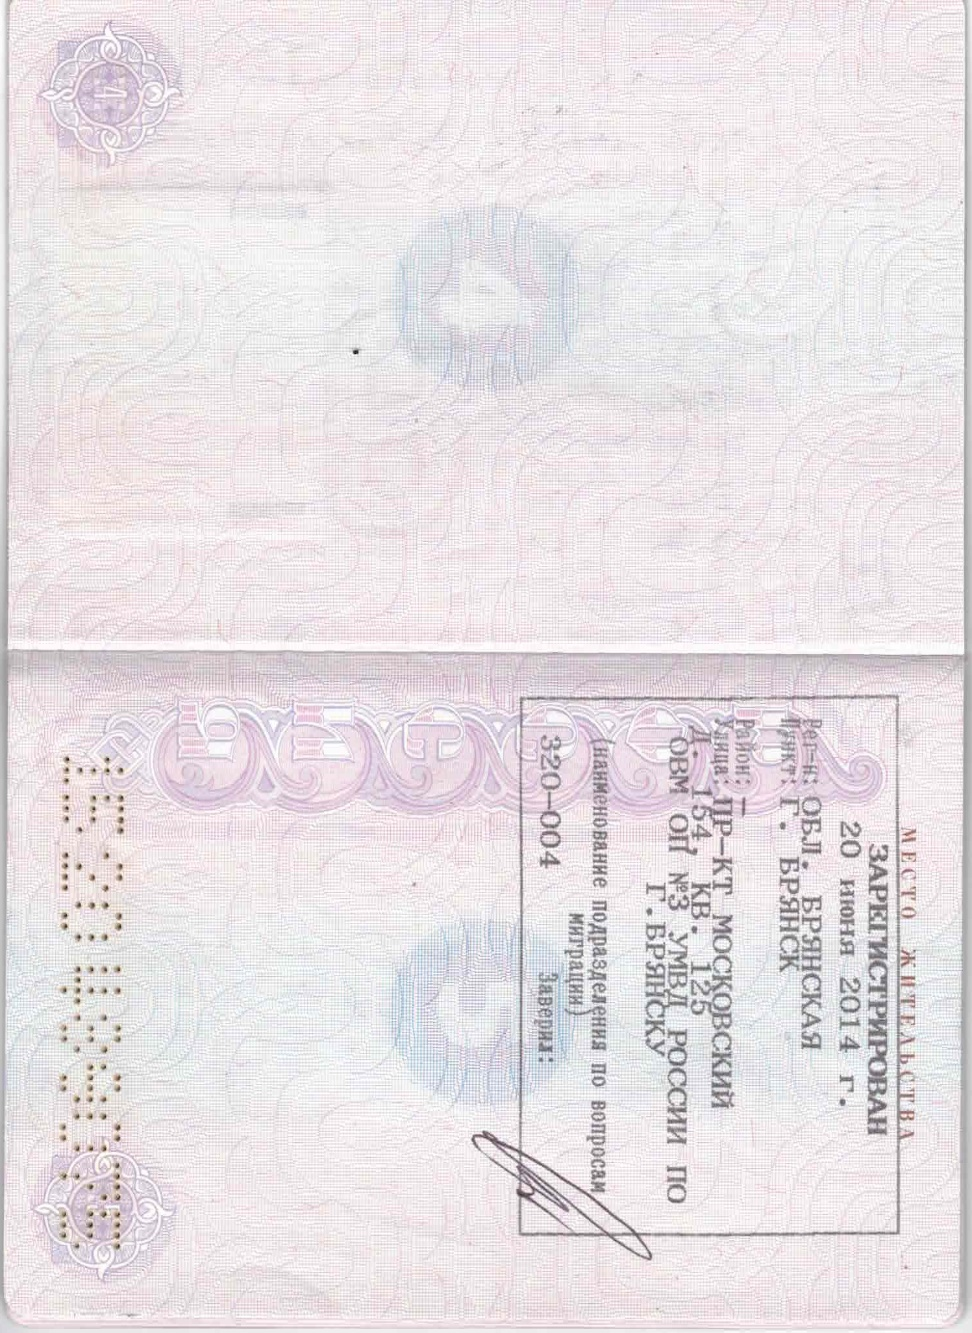 МЕСТО ЖИТЕЛЬСТВА
ЗАРЕГИСТРИРОВАН
20 июня 2014 г.
Рег-н: ОБЛ. БРЯНСКАЯ
Пункт: Г. БРЯНСК
Район: —
Улица: ПР-КТ МОСКОВСКИЙ
Д. 154, КВ. 125
ОВМ ОП №3 УМВД РОССИИ ПО
Г. БРЯНСКУ
(наименование подразделения по вопросам
миграции)
320-004 Заверил:
РОССИЯ